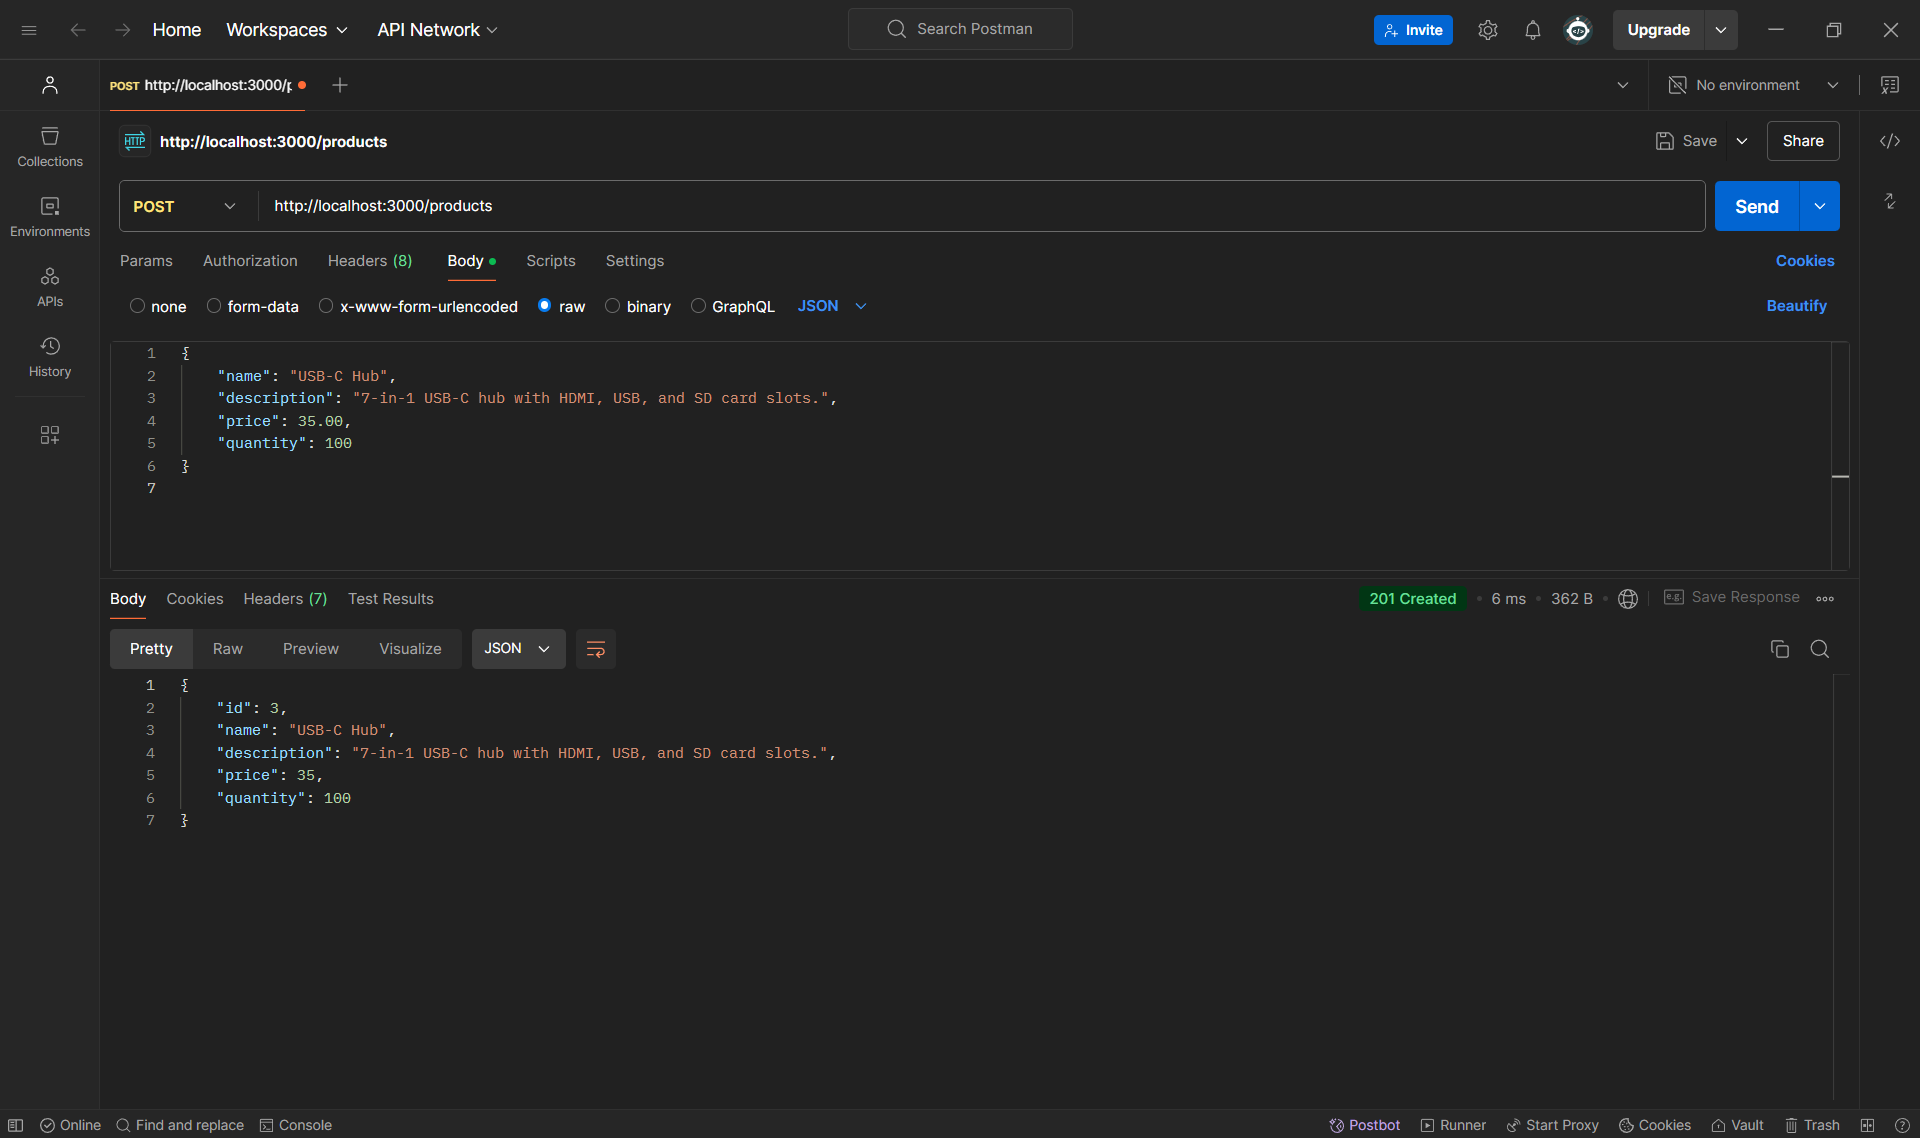 Home Workspaces API Network Search Postman Invite Upgrade
POST http://localhost:3000/p No environment
Collections
Environments
APIs
History
HTTP http://localhost:3000/products Save Share
POST http://localhost:3000/products Send
Params Authorization Headers (8) Body Scripts Settings Cookies
none form-data x-www-form-urlencoded raw binary GraphQL JSON Beautify
1 {
2 "name": "USB-C Hub",
3 "description": "7-in-1 USB-C hub with HDMI, USB, and SD card slots.",
4 "price": 35.00,
5 "quantity": 100
6 }
7
Body Cookies Headers (7) Test Results 201 Created 6 ms 362 B e.g. Save Response
Pretty Raw Preview Visualize JSON
1 {
2 "id": 3,
3 "name": "USB-C Hub",
4 "description": "7-in-1 USB-C hub with HDMI, USB, and SD card slots.",
5 "price": 35,
6 "quantity": 100
7 }
Online Find and replace Console Postbot Runner Start Proxy Cookies Vault Trash